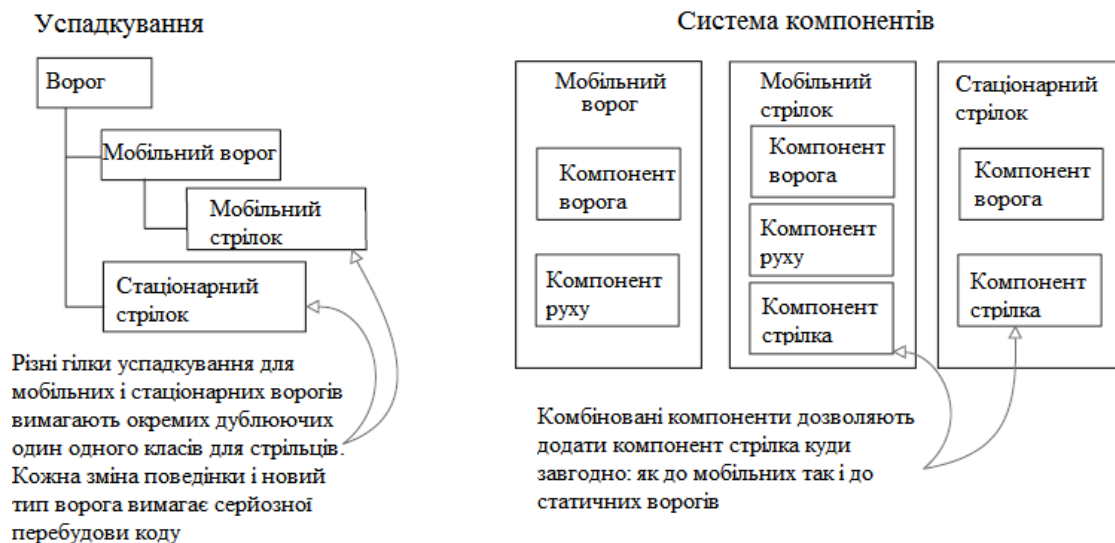 Успадкування
Ворог
Мобільний ворог
Мобільний
стрілок
Стаціонарний
стрілок
Різні гілки успадкування для
мобільних і стаціонарних ворогів
вимагають окремих дублюючих
один одного класів для стрільців.
Кожна зміна поведінки і новий
тип ворога вимагає серйозної
перебудови коду
Система компонентів
Мобільний
ворог
Компонент
ворога
Компонент
руху
Мобільний
стрілок
Компонент
ворога
Компонент
руху
Компонент
стрілка
Стаціонарний
стрілок
Компонент
ворога
Компонент
стрілка
Комбіновані компоненти дозволяють
додати компонент стрілка куди
завгодно: як до мобільних так і до
статичних ворогів